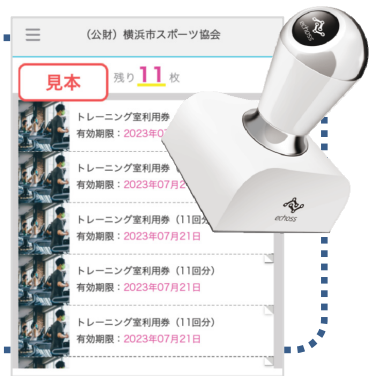 （公財）横浜市スポーツ協会
見本
残り 11 枚
トレーニング室利用券
有効期限：2023年07
トレーニング室利用券
有効期限：2023年07月2
トレーニング室利用券（11回分
有効期限：2023年07月21日
トレーニング室利用券（11回分）
有効期限：2023年07月21日
トレーニング室利用券（11回分）
有効期限：2023年07月21日
echoss
echoss